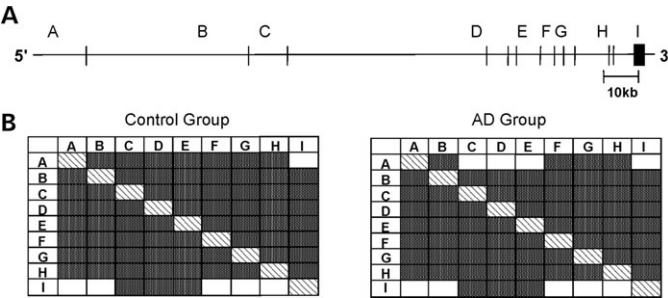 A
A B C D E F G H I
5' 3
10kb
B
Control Group AD Group
A B C D E F G H I A B C D E F G H I
A A
B B
C C
D D
E E
F F
G G
H H
I I